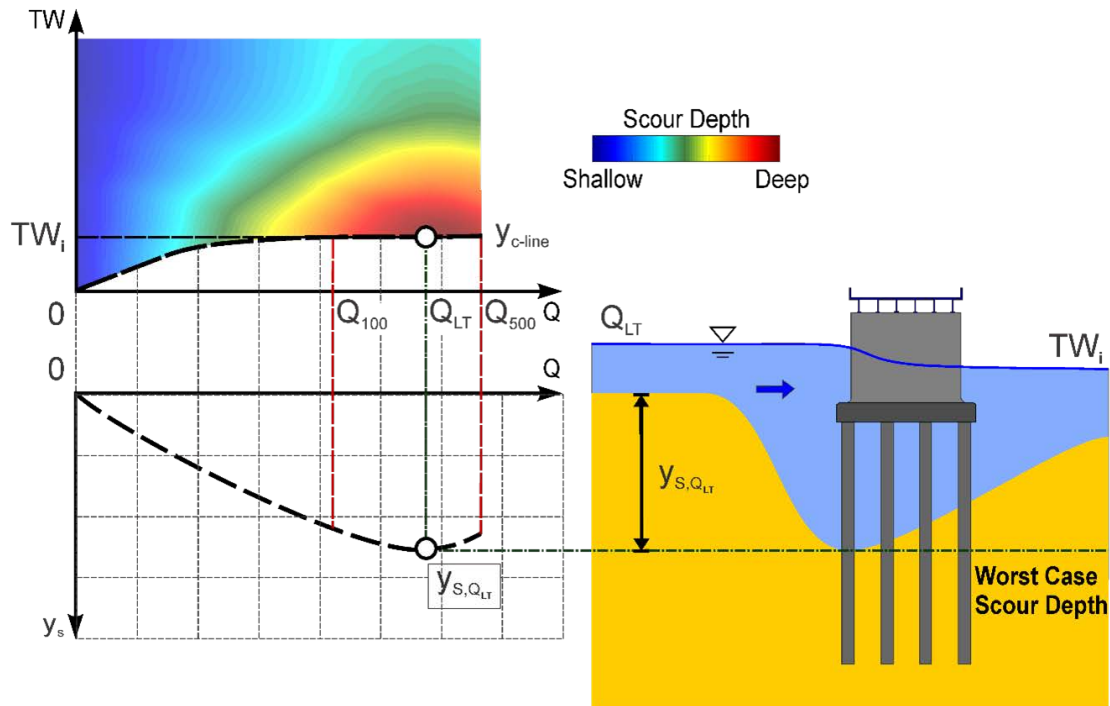 TW
Scour Depth
Shallow Deep
TWi
yc-line
0 Q100 QLT Q500 Q
0 Q
QLT
TWi
yS,QLT
yS,QLT
ys
Worst Case
Scour Depth